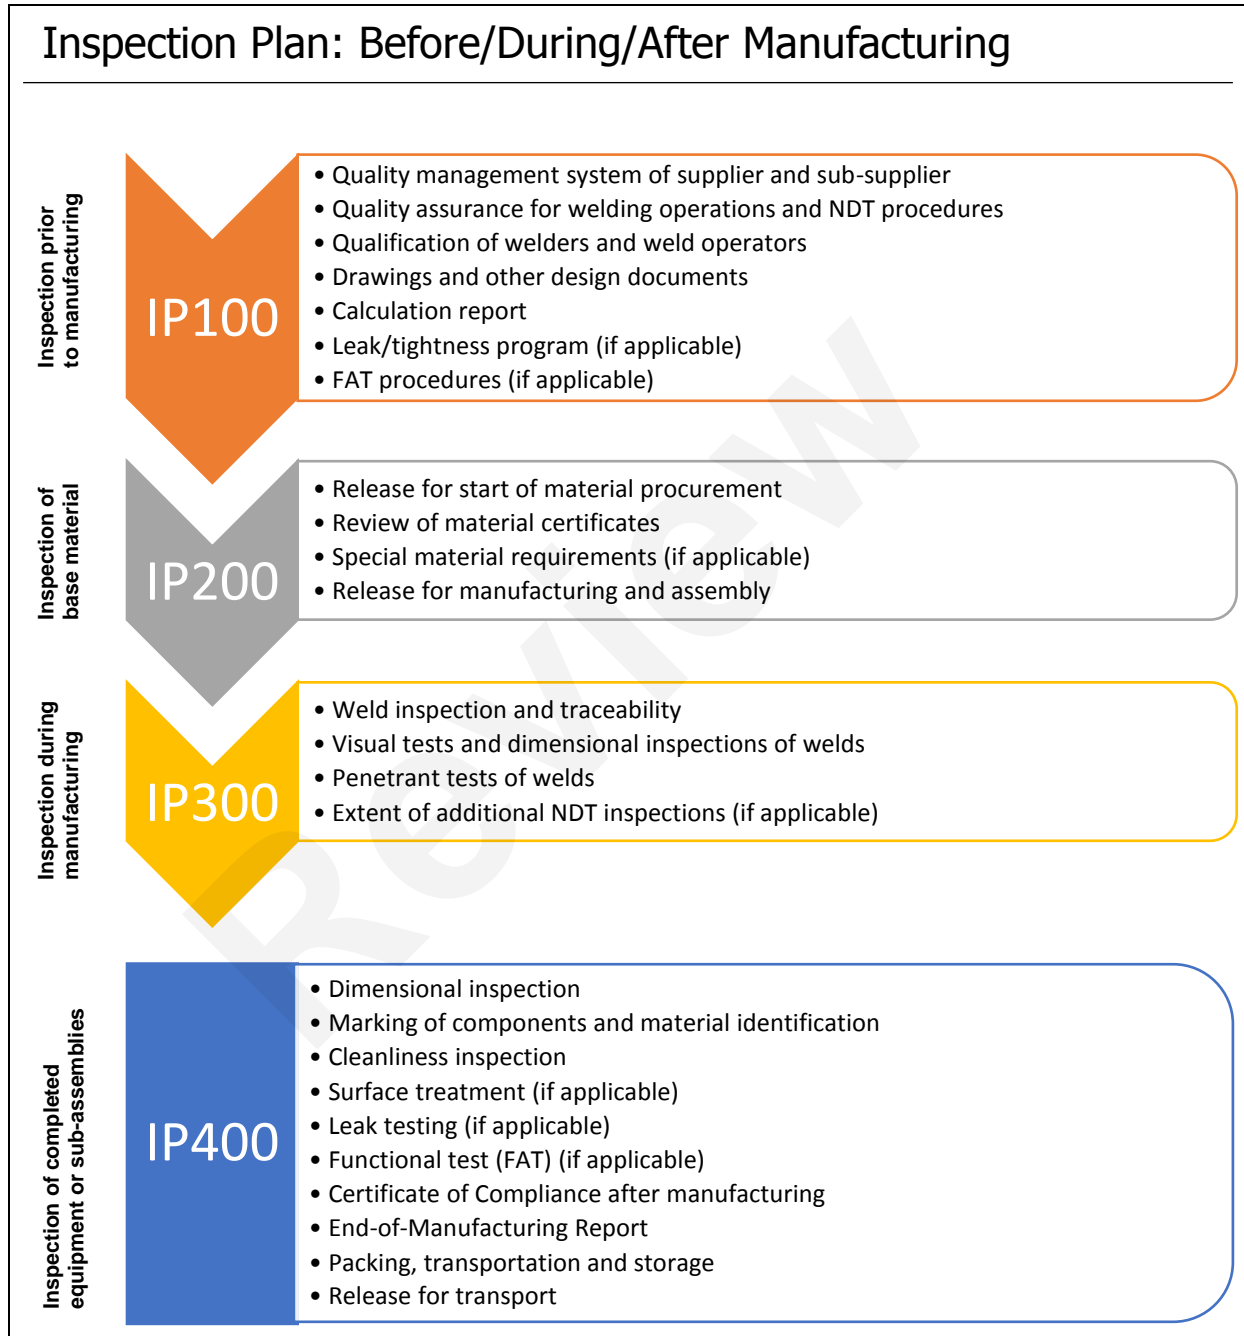 Inspection Plan: Before/During/After Manufacturing
Inspection prior
to manufacturing
IP100
• Quality management system of supplier and sub-supplier
• Quality assurance for welding operations and NDT procedures
• Qualification of welders and weld operators
• Drawings and other design documents
• Calculation report
• Leak/tightness program (if applicable)
• FAT procedures (if applicable)
Inspection of
base material
IP200
• Release for start of material procurement
• Review of material certificates
• Special material requirements (if applicable)
• Release for manufacturing and assembly
Inspection during
manufacturing
IP300
• Weld inspection and traceability
• Visual tests and dimensional inspections of welds
• Penetrant tests of welds
• Extent of additional NDT inspections (if applicable)
Inspection of completed
equipment or sub-assemblies
IP400
• Dimensional inspection
• Marking of components and material identification
• Cleanliness inspection
• Surface treatment (if applicable)
• Leak testing (if applicable)
• Functional test (FAT) (if applicable)
• Certificate of Compliance after manufacturing
• End-of-Manufacturing Report
• Packing, transportation and storage
• Release for transport
Review